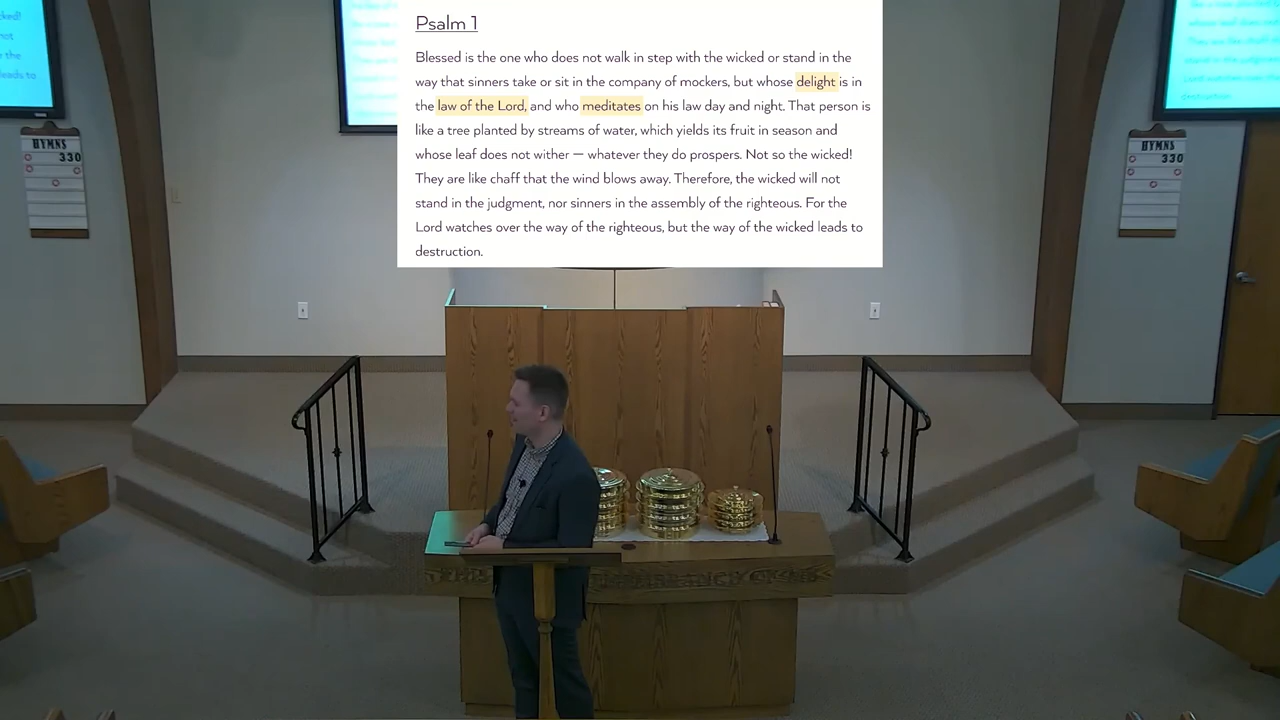 Psalm 1
Blessed is the one who does not walk in step with the wicked or stand in the
way that sinners take or sit in the company of mockers, but whose delight is in
the law of the Lord, and who meditates on his law day and night. That person is
like a tree planted by streams of water, which yields its fruit in season and
whose leaf does not wither — whatever they do prospers. Not so the wicked!
They are like chaff that the wind blows away. Therefore, the wicked will not
stand in the judgment, nor sinners in the assembly of the righteous. For the
Lord watches over the way of the righteous, but the way of the wicked leads to
destruction.
HYMNS
330
HYMNS
330